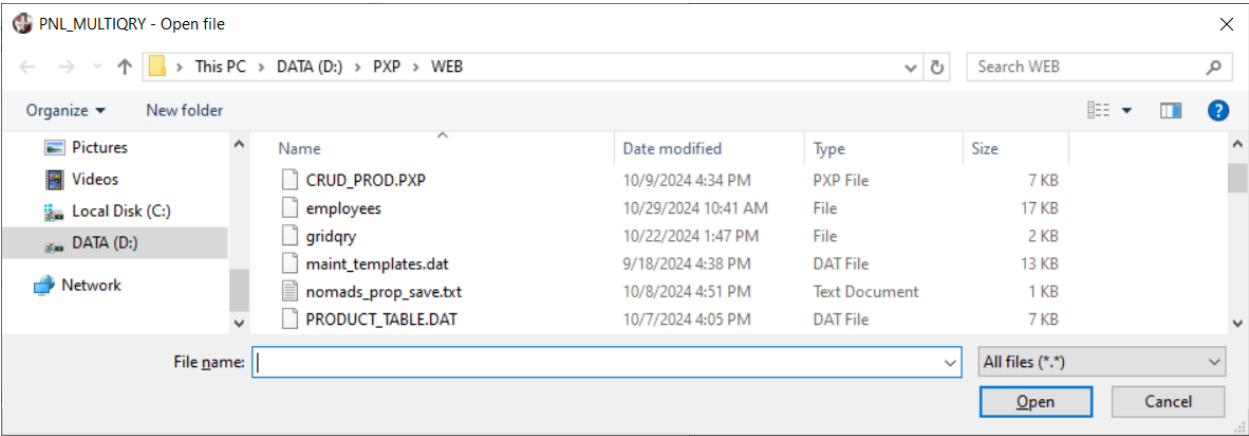 PNL_MULTIQRY - Open file
This PC > DATA (D:) > PXP > WEB
Search WEB
Organize
New folder
Pictures
Videos
Local Disk (C:)
DATA (D:)
Network
Name Date modified Type Size
CRUD_PROD.PXP 10/9/2024 4:34 PM PXP File 7 KB
employees 10/29/2024 10:41 AM File 17 KB
gridqry 10/22/2024 1:47 PM File 2 KB
maint_templates.dat 9/18/2024 4:38 PM DAT File 13 KB
nomads_prop_save.txt 10/8/2024 4:51 PM Text Document 1 KB
PRODUCT_TABLE.DAT 10/7/2024 4:05 PM DAT File 7 KB
File name:
All files (*.*)
Open
Cancel